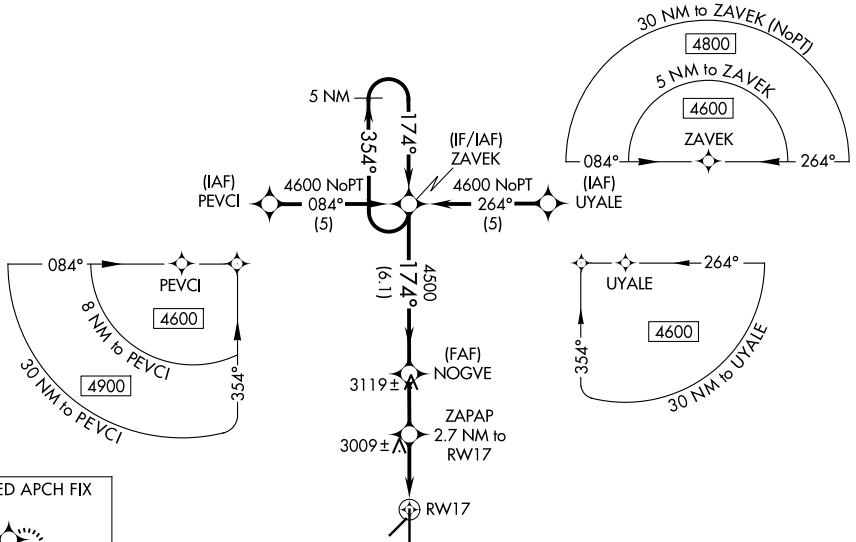 30 NM to ZAVEK (NoPT)
4800
5 NM to ZAVEK
4600
ZAVEK
084°
264°
5 NM
354°
174°
(IF/IAF)
ZAVEK
(IAF)
PEVCI
4600 NoPT
084°
(5)
4600 NoPT
264°
(5)
(IAF)
UYALE
084°
PEVCI
4600
8 NM to PEVCI
4900
30 NM to PEVCI
354°
4500
174°
(6.1)
264°
UYALE
4600
354°
30 NM to UYALE
(FAF)
NOGVE
3119±
ZAPAP
2.7 NM to
RW17
3009±
RW17
ED APCH FIX